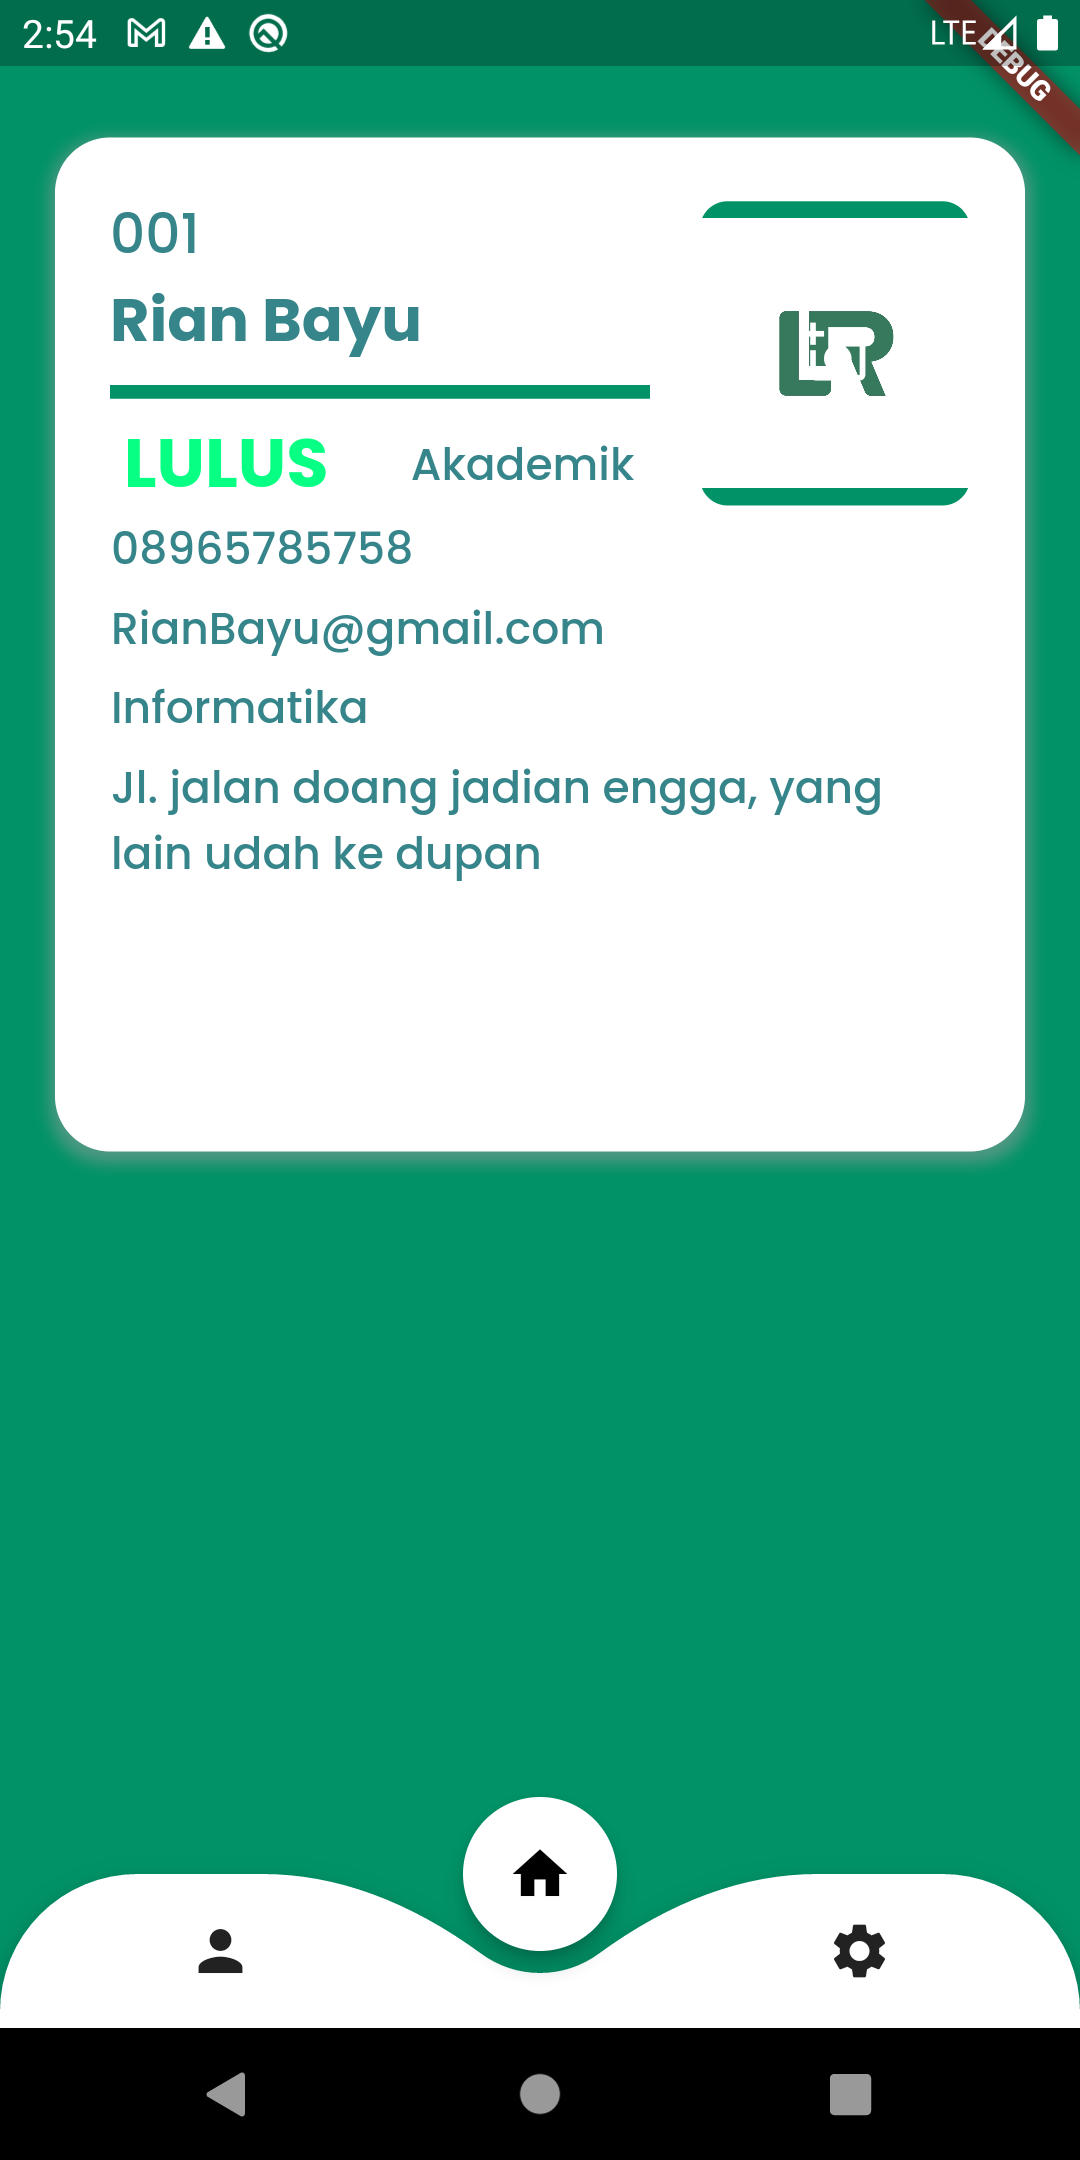 2:54
LTE
DEBUG
001
Rian Bayu
LULUS
Akademik
08965785758
RianBayu@gmail.com
Informatika
Jl. jalan doang jadian engga, yang
lain udah ke dupan
LR